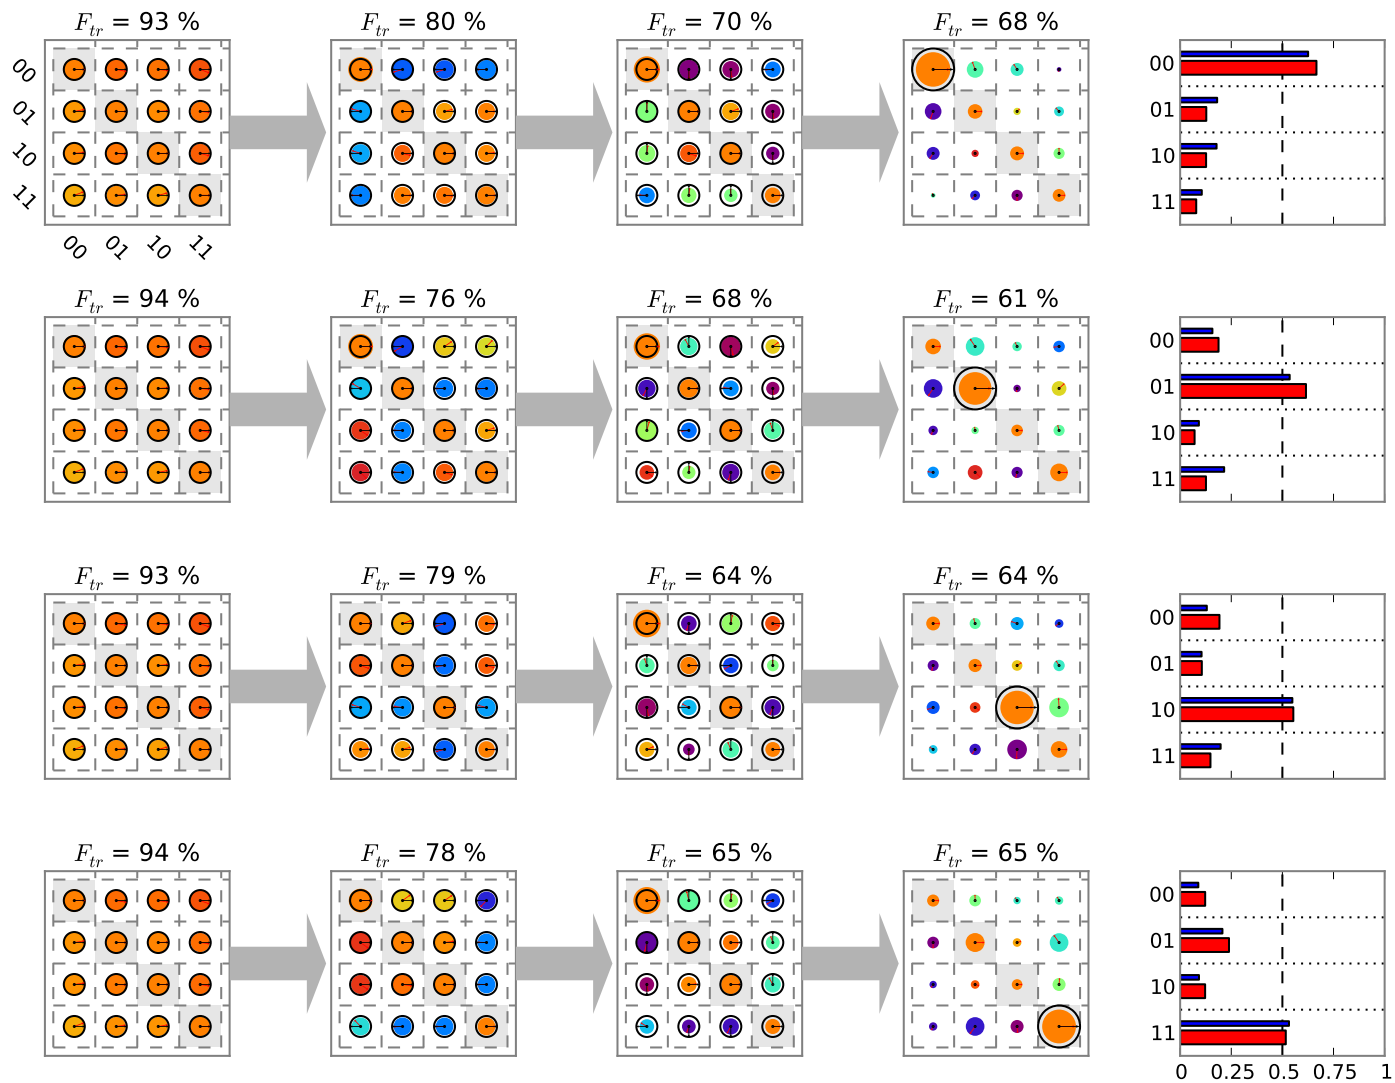 F_tr = 93 % F_tr = 80 % F_tr = 70 % F_tr = 68 %
00 00
01 01
10 10
11 11
00 01 10 11
F_tr = 94 % F_tr = 76 % F_tr = 68 % F_tr = 61 %
00
01
10
11
F_tr = 93 % F_tr = 79 % F_tr = 64 % F_tr = 64 %
00
01
10
11
F_tr = 94 % F_tr = 78 % F_tr = 65 % F_tr = 65 %
00
01
10
11
0 0.25 0.5 0.75 1